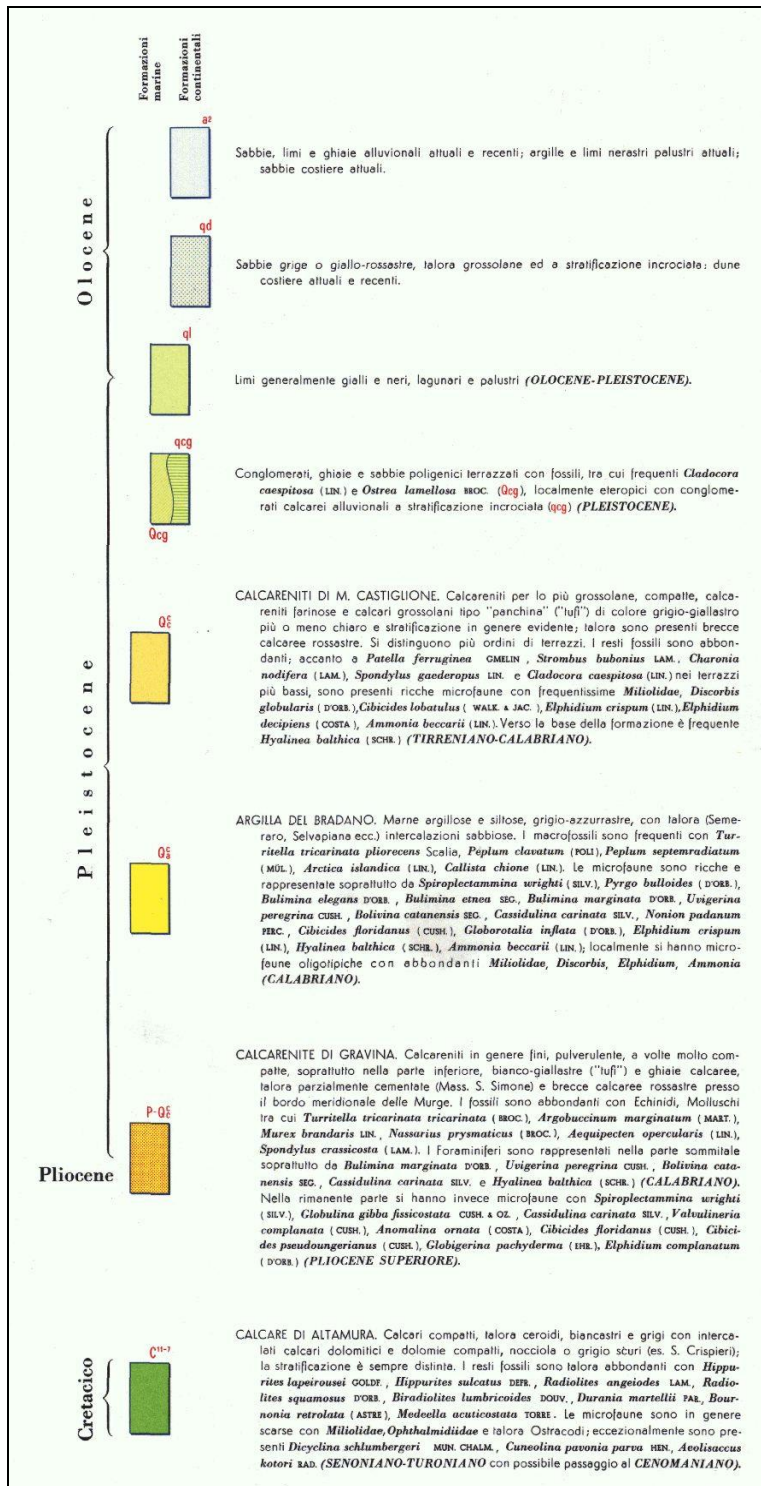 Formazioni marine
Formazioni continentali
Olocene
a²
Sabbie, limi e ghiaie alluvionali attuali e recenti; argille e limi nerastri palustri attuali;
sabbie costiere attuali.
qd
Sabbie grige o giallo-rossastre, talora grossolane ed a stratificazione incrociata: dune
costiere attuali e recenti.
Pleistocene
ql
Limi generalmente gialli e neri, lagunari e palustri (OLOCENE-PLEISTOCENE).
qcg
Qcg
Conglomerati, ghiaie e sabbie poligenici terrazzati con fossili, tra cui frequenti Cladocora
caespitosa (LIN.) e Ostrea lamellosa BROC. (Qcg), localmente eteropici con conglome-
rati calcarei alluvionali a stratificazione incrociata (qcg) (PLEISTOCENE).
Qcc
CALCARENITI DI M. CASTIGLIONE. Calcareniti per lo più grossolane, compatte, calca-
reniti farinose e calcari grossolani tipo "panchina" ("tufi") di colore grigio-giallastro
più o meno chiaro e stratificazione in genere evidente; talora sono presenti brecce
calcaree rossastre. Si distinguono più ordini di terrazzi. I resti fossili sono abbon-
danti; accanto a Patella ferruginea GMELIN , Strombus bubonius LAM. , Charonia
nodifera (LAM.), Spondylus gaederopus LIN. e Cladocora caespitosa (LIN.) nei terrazzi
più bassi, sono presenti ricche microfaune con frequentissime Miliolidae, Discorbis
globularis (D'ORB.), Cibicides lobatulus ( WALK. & JAC. ), Elphidium crispum (LIN.), Elphidium
decipiens (COSTA), Ammonia beccarii (LIN.). Verso la base della formazione è frequente
Hyalinea balthica (SCHR.) (TIRRENIANO-CALABRIANO).
Qca
ARGILLA DEL BRADANO. Marne argillose e siltose, grigio-azzurrastre, con talora (Seme-
raro, Selvapiana ecc.) intercalazioni sabbiose. I macrofossili sono frequenti con Tur-
ritella tricarinata pliorecens Scalia, Peplum clavatum (POLI), Peplum septemradiatum
(MÜL.), Arctica islandica (LIN.), Callista chione (LIN.). Le microfaune sono ricche e
rappresentate soprattutto da Spiroplectammina wrighti (SILV.), Pyrgo bulloides (D'ORB.),
Bulimina elegans D'ORB. , Bulimina etnea SEG., Bulimina marginata D'ORB. , Uvigerina
peregrina CUSH. , Bolivina catanensis SEG., Cassidulina carinata SILV. , Nonion padanum
PERC., Cibicides floridanus (CUSH.), Globorotalia inflata (D'ORB.), Elphidium crispum
(LIN.), Hyalinea balthica (SCHR.), Ammonia beccarii (LIN.); localmente si hanno micro-
faune oligotipiche con abbondanti Miliolidae, Discorbis, Elphidium, Ammonia
(CALABRIANO).
Pliocene
P-Qcc
CALCARENITE DI GRAVINA. Calcareniti in genere fini, pulverulente, a volte molto com-
patte, soprattutto nella parte inferiore, bianco-giallastre ("tufi") e ghiaie calcaree,
talora parzialmente cementate (Mass. S. Simone) e brecce calcaree rossastre presso
il bordo meridionale delle Murge. I fossili sono abbondanti con Echinidi, Molluschi
tra cui Turritella tricarinata tricarinata (BROC.), Argobuccinum marginatum (MART.),
Murex brandaris LIN. , Nassarius prysmaticus (BROC.), Aequipecten opercularis (LIN.),
Spondylus crassicosta (LAM.). I Foraminiferi sono rappresentati nella parte sommitale
soprattutto da Bulimina marginata D'ORB. , Uvigerina peregrina CUSH. , Bolivina cata-
nensis SEG. , Cassidulina carinata SILV. e Hyalinea balthica (SCHR.) (CALABRIANO).
Nella rimanente parte si hanno invece microfaune con Spiroplectammina wrighti
(SILV.), Globulina gibba fissicostata CUSH. & OZ. , Cassidulina carinata SILV. , Valvulineria
complanata (CUSH.), Anomalina ornata (COSTA), Cibicides floridanus (CUSH.), Cibici-
des pseudoungerianus (CUSH.), Globigerina pachyderma (EHR.), Elphidium complanatum
(D'ORB.) (PLIOCENE SUPERIORE).
Cretacico
C¹¹⁻⁷
CALCARE DI ALTAMURA. Calcari compatti, talora ceroidi, biancastri e grigi con interca-
lati calcari dolomitici e dolomie compatti, nocciola o grigio scuri (es. S. Crispieri);
la stratificazione è sempre distinta. I resti fossili sono talora abbondanti con Hippu-
rites lapeirousei GOLDF. , Hippurites sulcatus DEFR., Radiolites angeiodes LAM., Radio-
lites squamosus D'ORB., Biradiolites lumbricoides DOUV., Durania martellii PAR., Bour-
nonia retrolata (ASTRE), Medeella acuticostata TORRE . Le microfaune sono in genere
scarse con Miliolidae, Ophthalmidiidae e talora Ostracodi; eccezionalmente sono pre-
senti Dicyclina schlumbergeri MUN. CHALM., Cuneolina pavonia parva HEN., Aeolisaccus
kotori RAD. (SENONIANO-TURONIANO con possibile passaggio al CENOMANIANO).